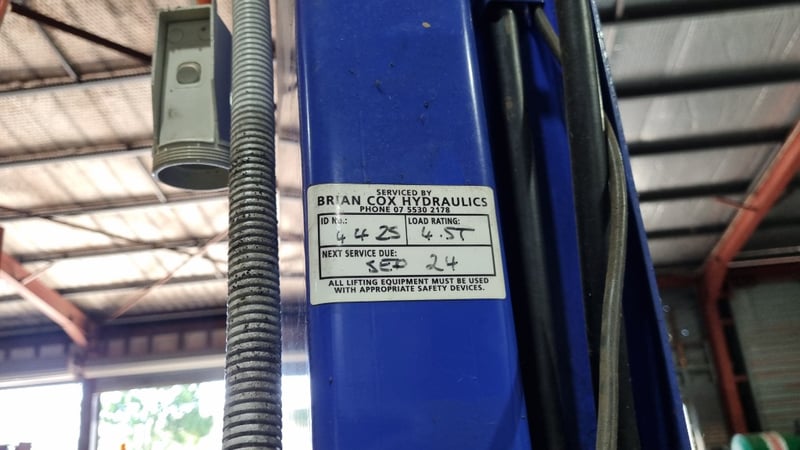 SERVICED BY
BRIAN COX HYDRAULICS
PHONE 07 5530 2178
ID No.: LOAD RATING:
4425 4.5T
NEXT SERVICE DUE:
SEP 24
ALL LIFTING EQUIPMENT MUST BE USED
WITH APPROPRIATE SAFETY DEVICES.